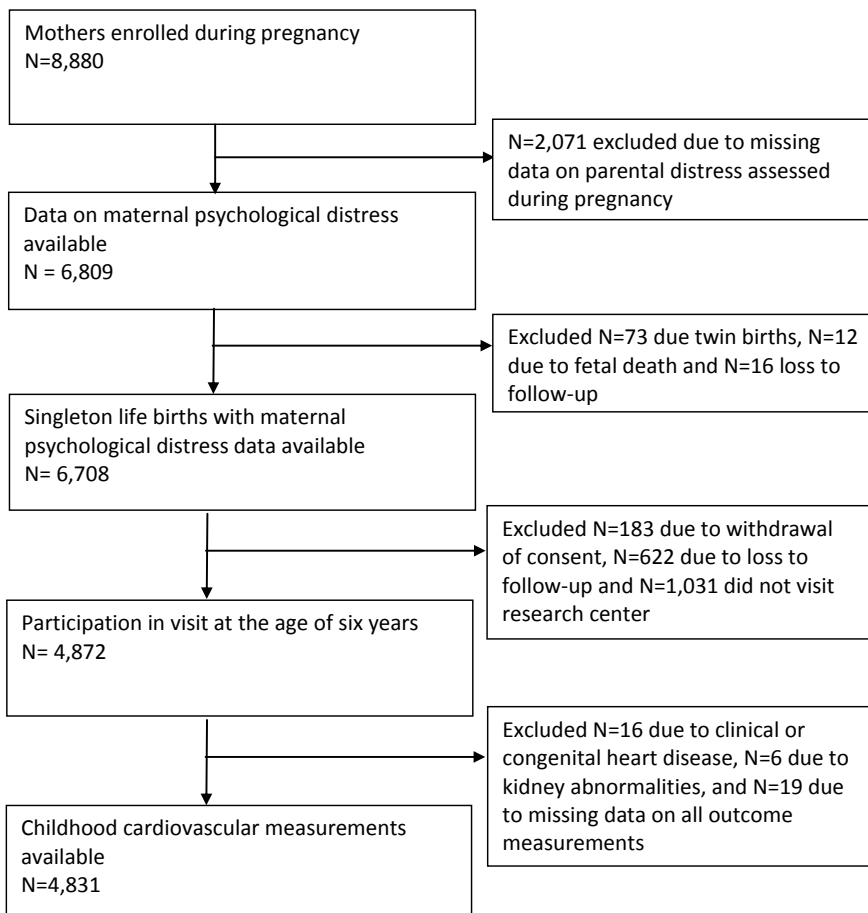 Mothers enrolled during pregnancy
N=8,880
N=2,071 excluded due to missing
data on parental distress assessed
during pregnancy
Data on maternal psychological distress
available
N = 6,809
Excluded N=73 due twin births, N=12
due to fetal death and N=16 loss to
follow-up
Singleton life births with maternal
psychological distress data available
N= 6,708
Excluded N=183 due to withdrawal
of consent, N=622 due to loss to
follow-up and N=1,031 did not visit
research center
Participation in visit at the age of six years
N= 4,872
Excluded N=16 due to clinical or
congenital heart disease, N=6 due to
kidney abnormalities, and N=19 due
to missing data on all outcome
measurements
Childhood cardiovascular measurements
available
N=4,831